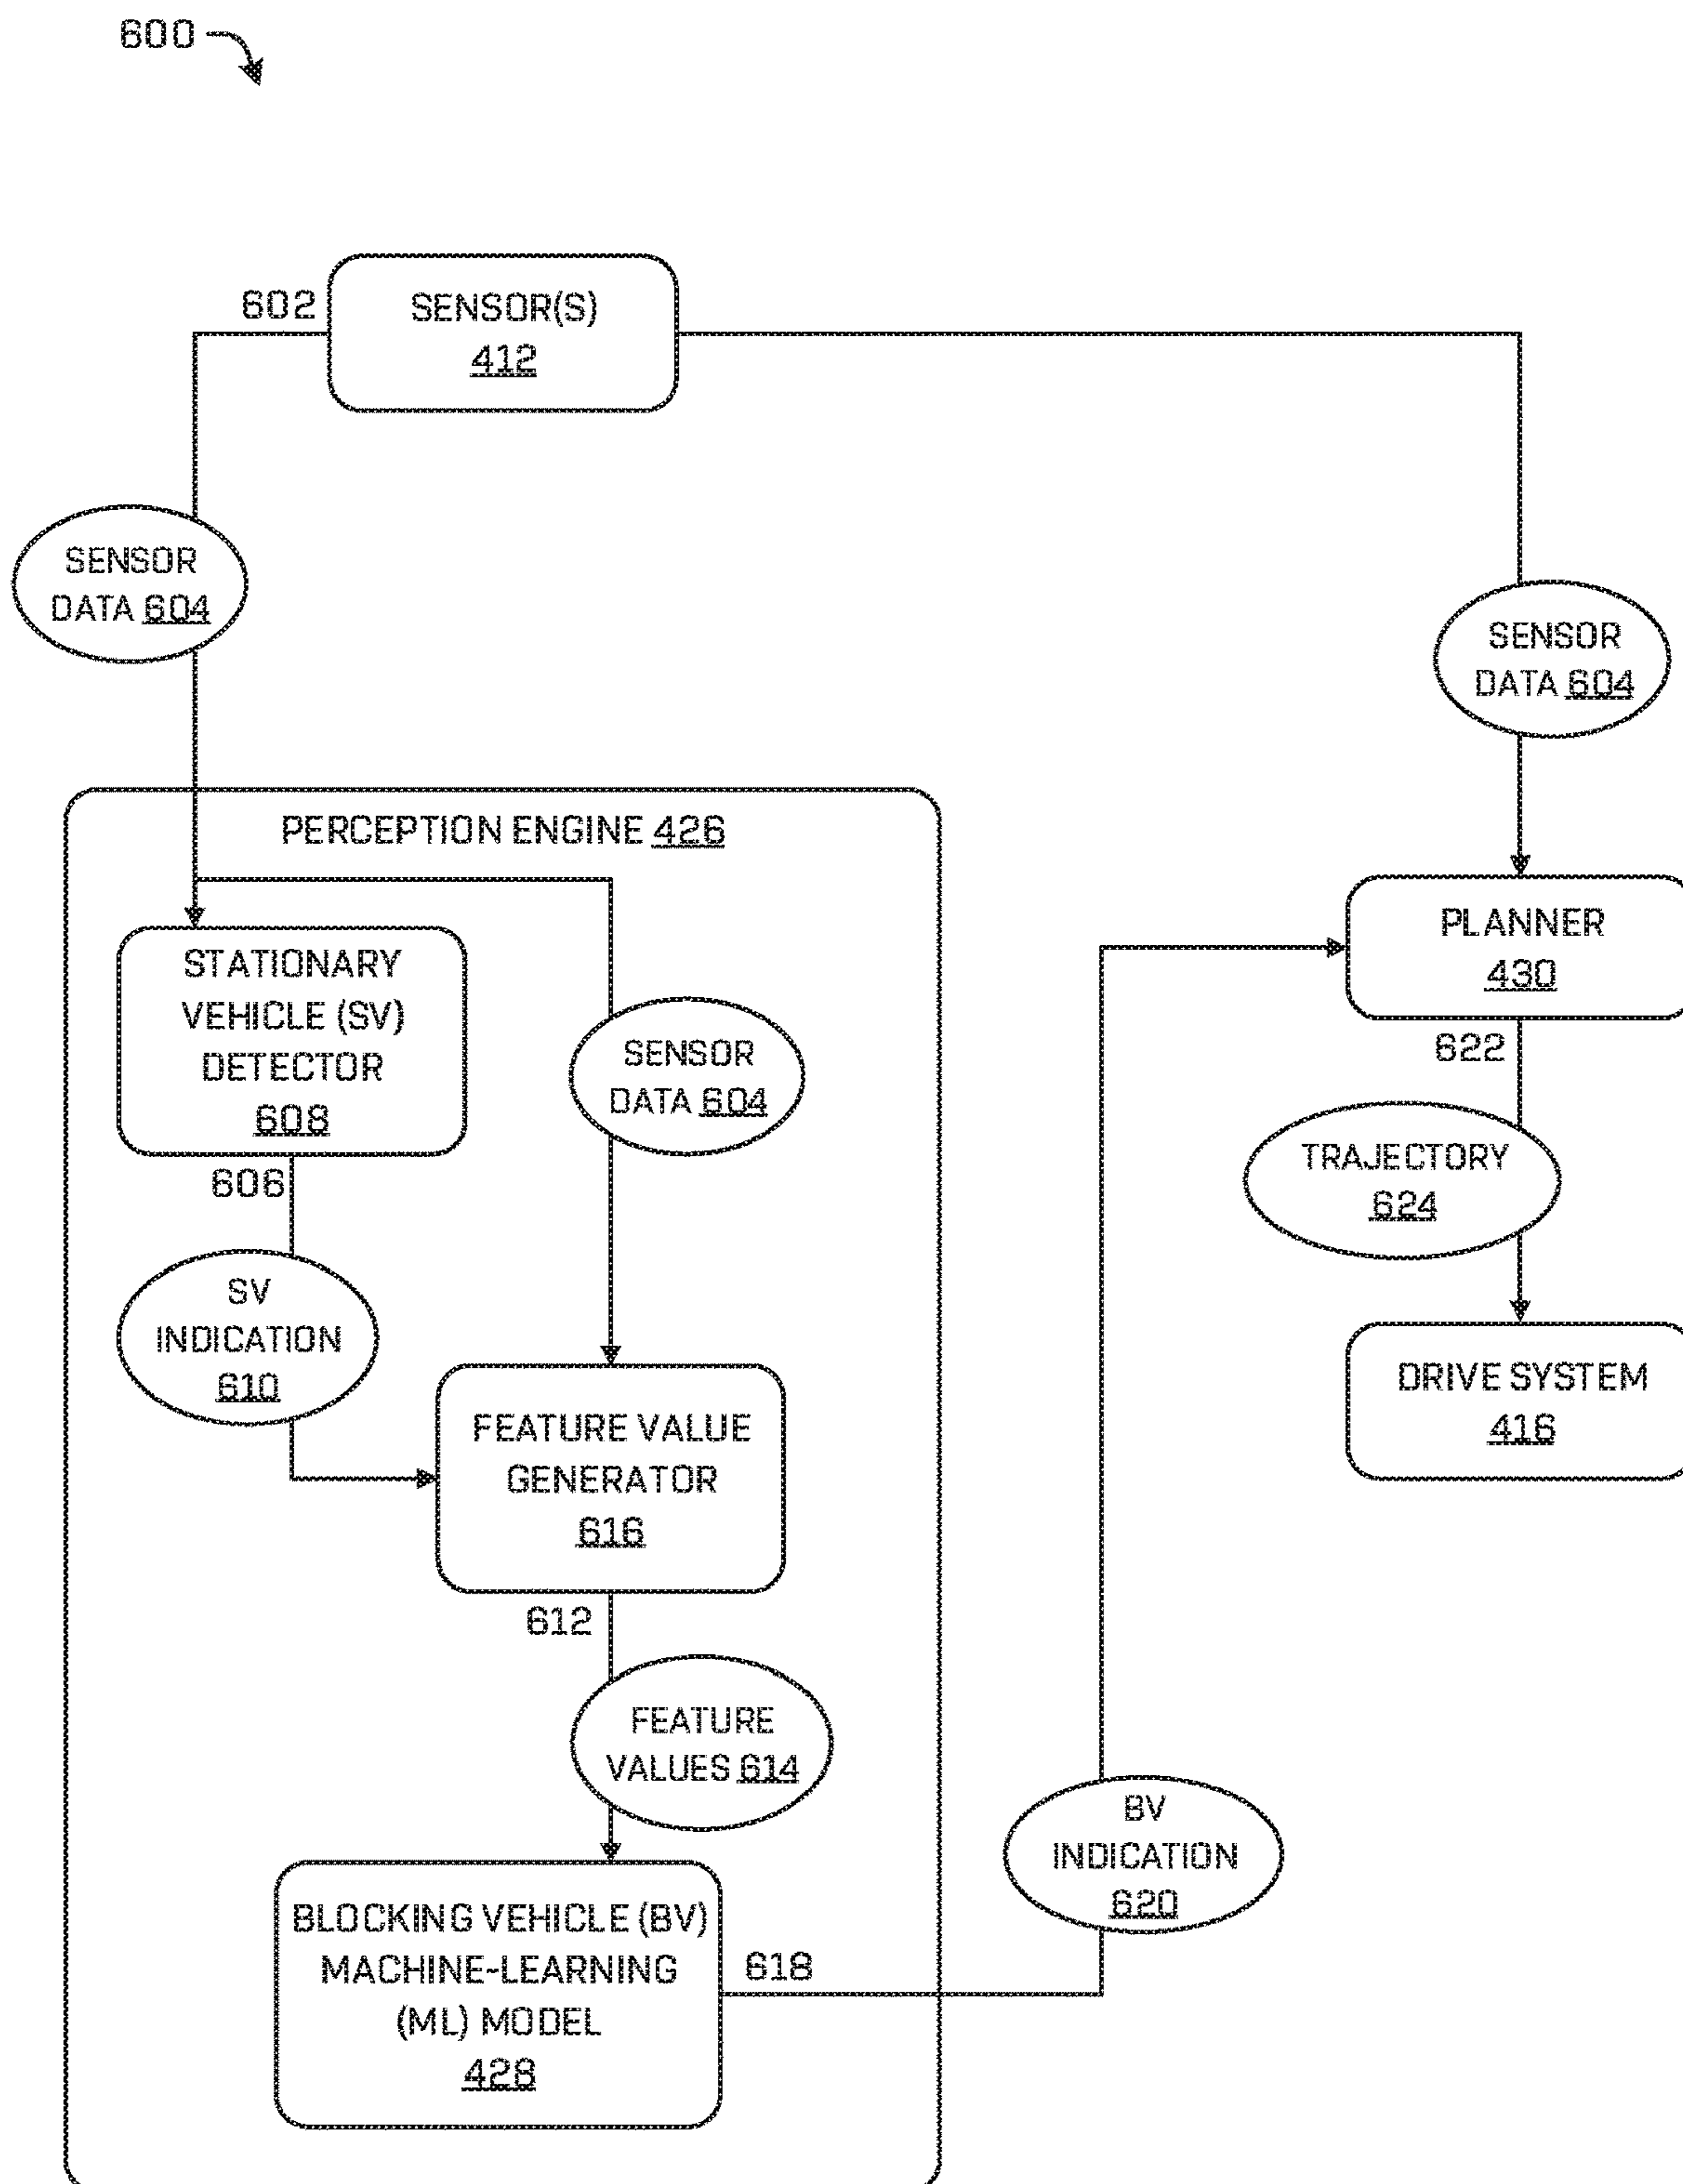 600
602
SENSOR(S)
412
SENSOR
DATA 604
SENSOR
DATA 604
PERCEPTION ENGINE 426
STATIONARY
VEHICLE (SV)
DETECTOR
608
SENSOR
DATA 604
PLANNER
430
622
606
TRAJECTORY
624
SV
INDICATION
610
DRIVE SYSTEM
416
FEATURE VALUE
GENERATOR
616
612
FEATURE
VALUES 614
BV
INDICATION
620
BLOCKING VEHICLE (BV)
MACHINE-LEARNING
(ML) MODEL
428
618